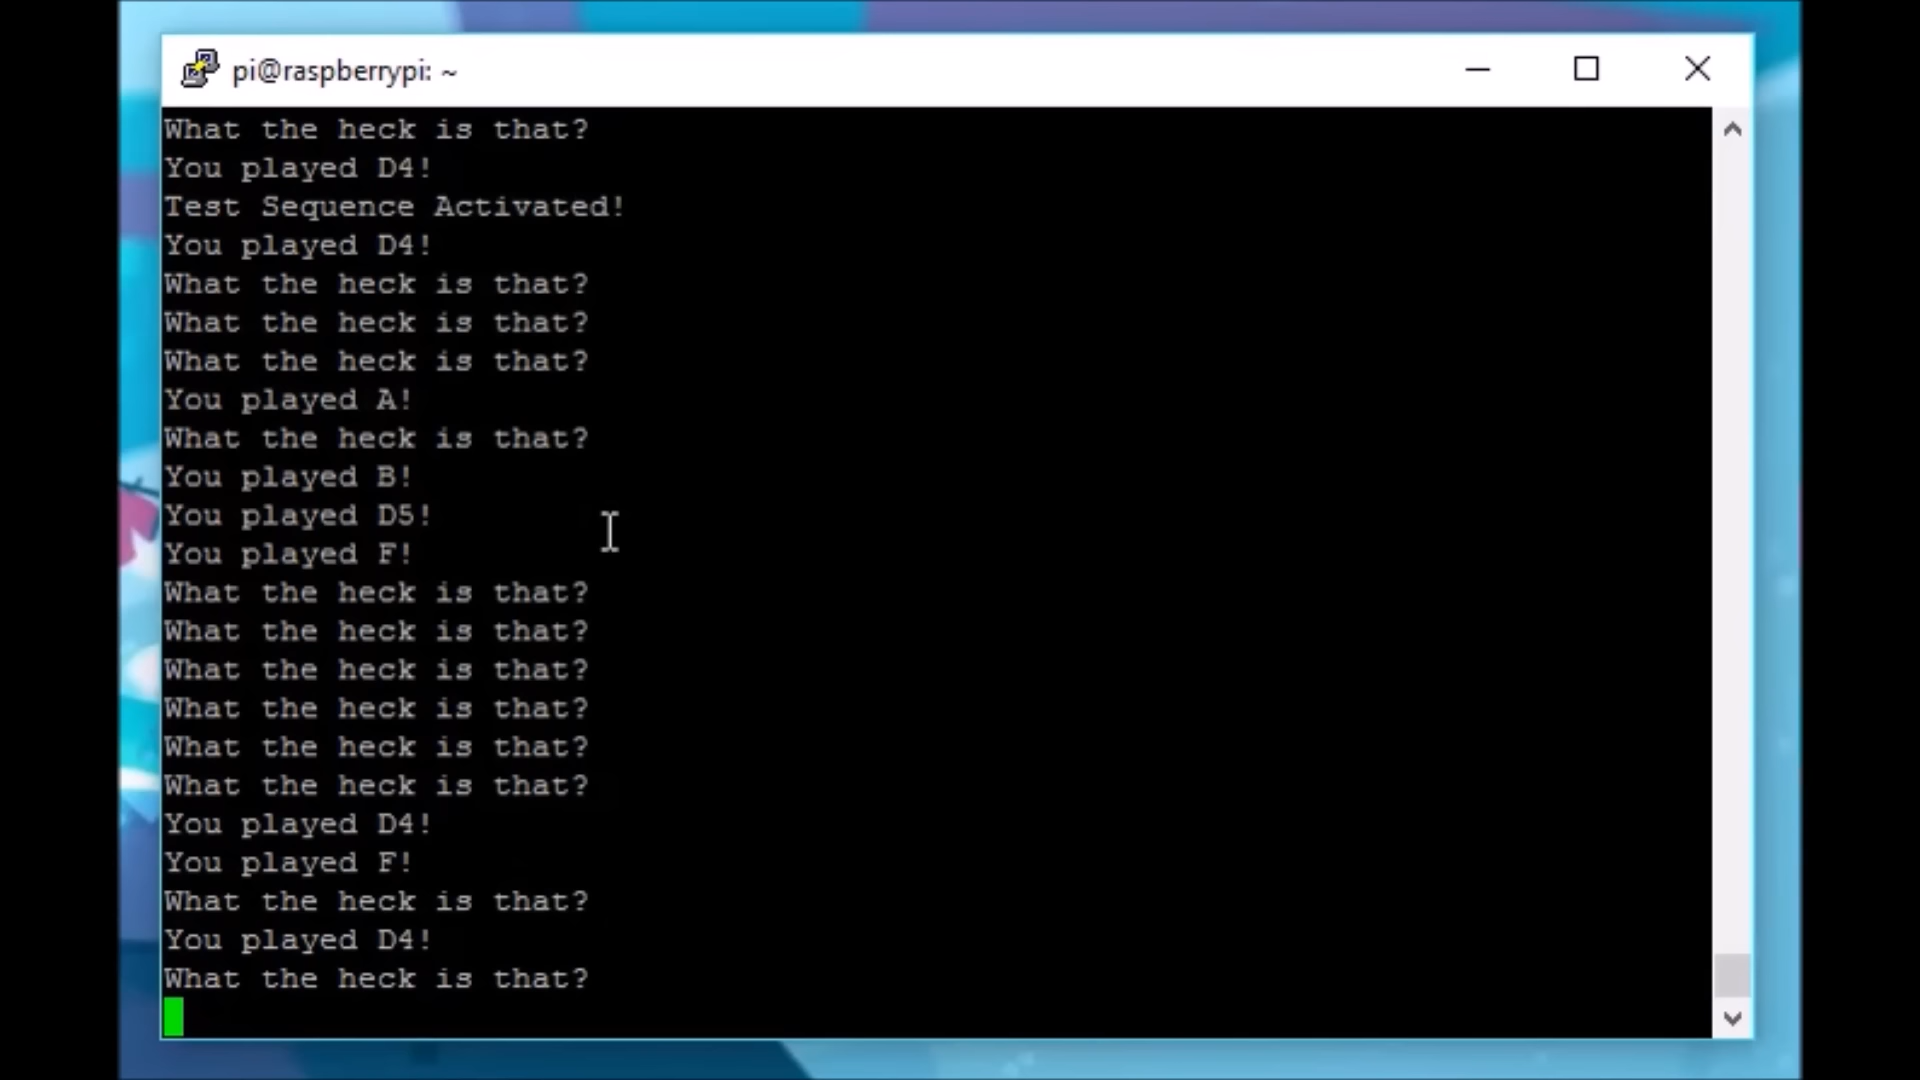 pi@raspberrypi: ~
What the heck is that?
You played D4!
Test Sequence Activated!
You played D4!
What the heck is that?
What the heck is that?
What the heck is that?
You played A!
What the heck is that?
You played B!
You played D5!
You played F!
What the heck is that?
What the heck is that?
What the heck is that?
What the heck is that?
What the heck is that?
What the heck is that?
You played D4!
You played F!
What the heck is that?
You played D4!
What the heck is that?